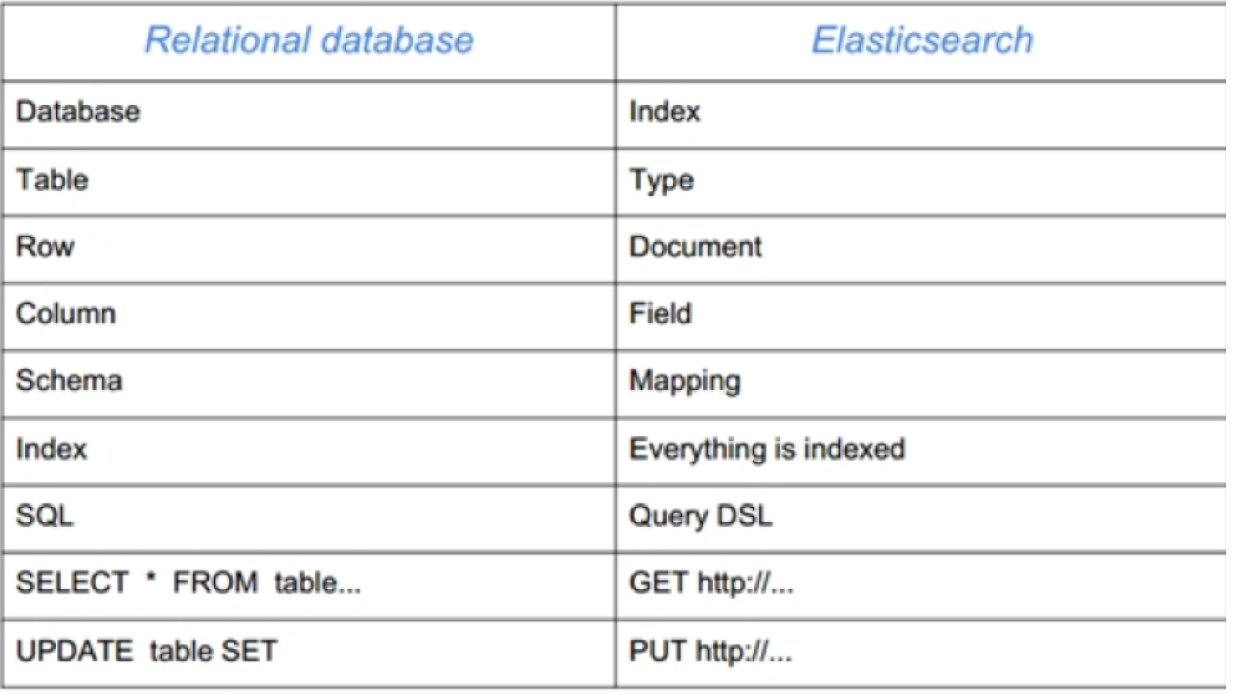 Relational database Elasticsearch
Database Index
Table Type
Row Document
Column Field
Schema Mapping
Index Everything is indexed
SQL Query DSL
SELECT * FROM table... GET http://...
UPDATE table SET PUT http://...